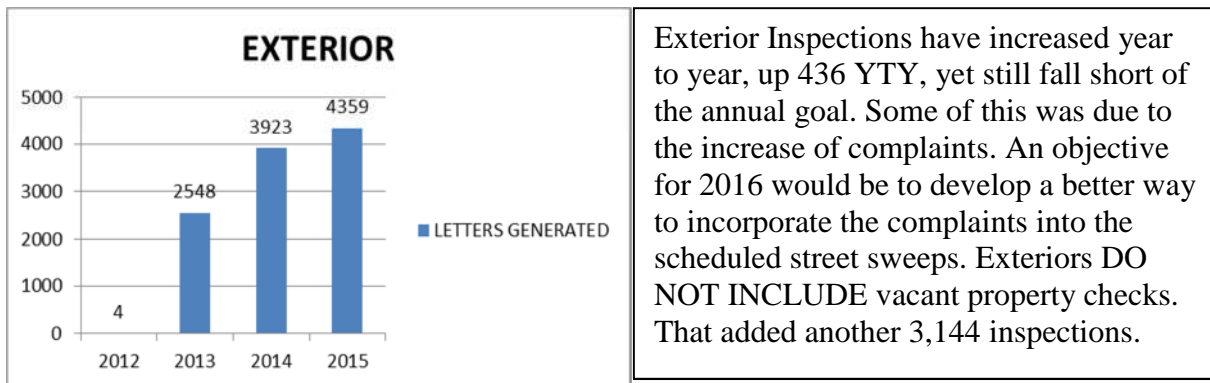 EXTERIOR
5000
4000
3000
2000
1000
0
4
2548
3923
4359
2012 2013 2014 2015
LETTERS GENERATED
Exterior Inspections have increased year
to year, up 436 YTY, yet still fall short of
the annual goal. Some of this was due to
the increase of complaints. An objective
for 2016 would be to develop a better way
to incorporate the complaints into the
scheduled street sweeps. Exteriors DO
NOT INCLUDE vacant property checks.
That added another 3,144 inspections.